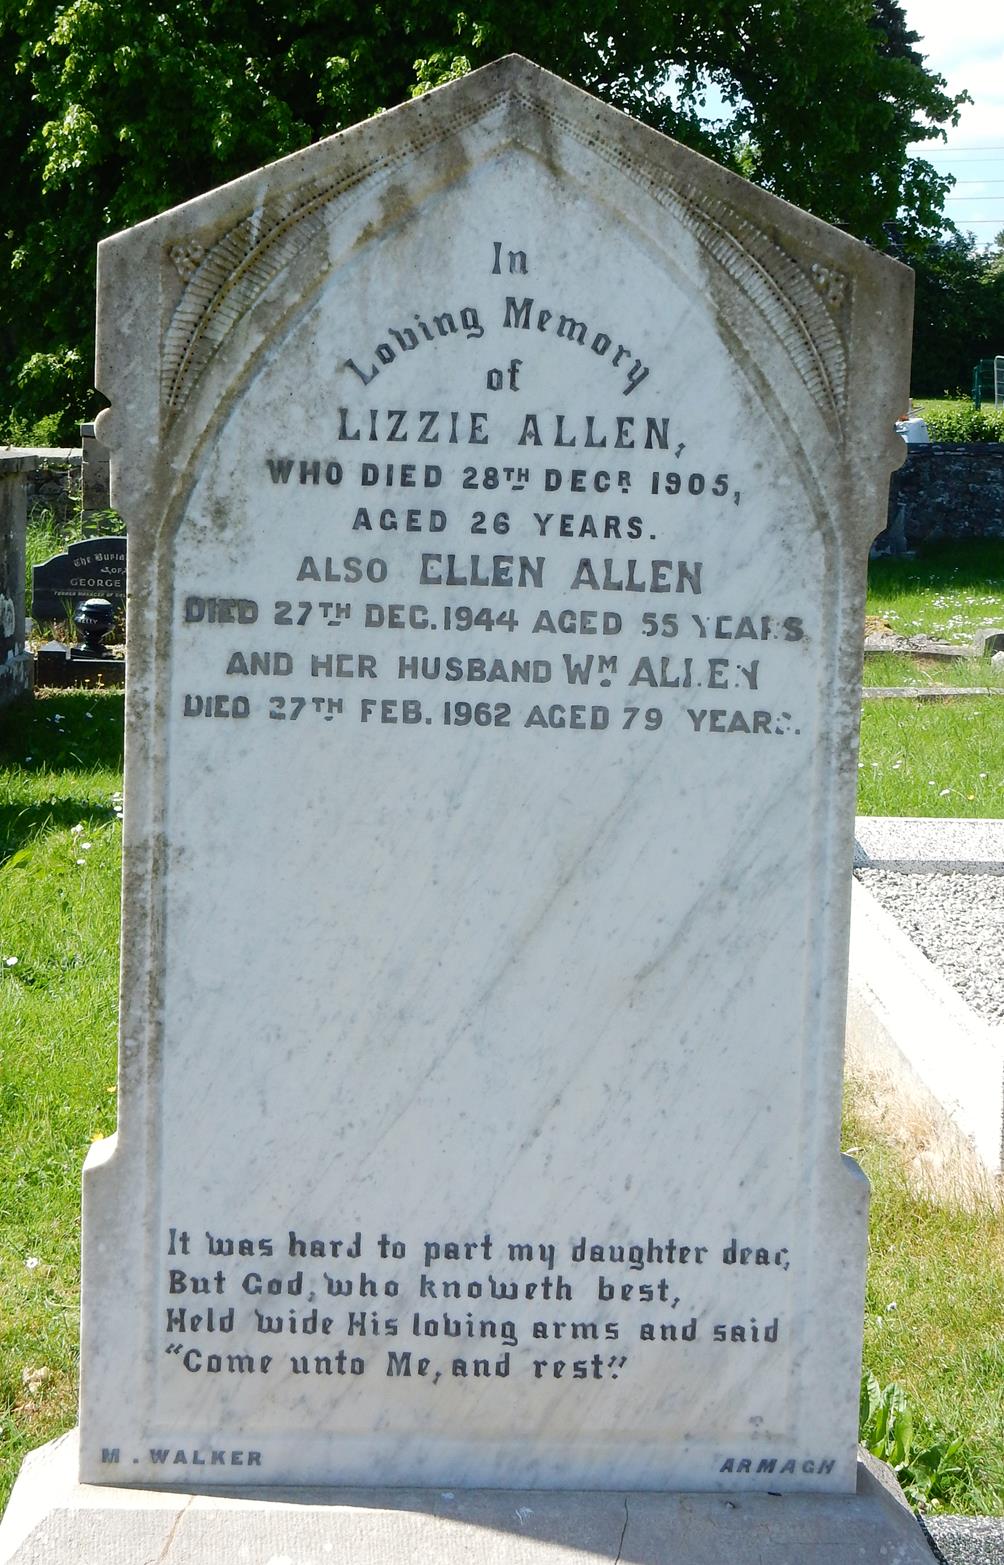 In
Loving Memory
of
LIZZIE ALLEN,
WHO DIED 28TH DECR 1905,
AGED 26 YEARS.
ALSO ELLEN ALLEN
DIED 27TH DEC. 1944 AGED 55 YEARS
AND HER HUSBAND WM ALLEN
DIED 27TH FEB. 1962 AGED 79 YEARS.
It was hard to part my daughter dear,
But God, who knoweth best,
Held wide His loving arms and said
"Come unto Me, and rest."
M. WALKER
ARMAGH
The Burial
GEORGE